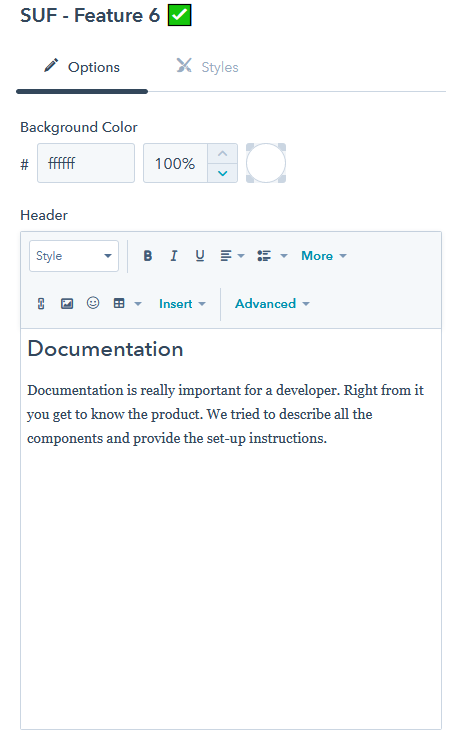 SUF - Feature 6 ✅
Options
Styles
Background Color
# ffffff 100%
Header
Style B I U More
Insert Advanced
Documentation
Documentation is really important for a developer. Right from it
you get to know the product. We tried to describe all the
components and provide the set-up instructions.